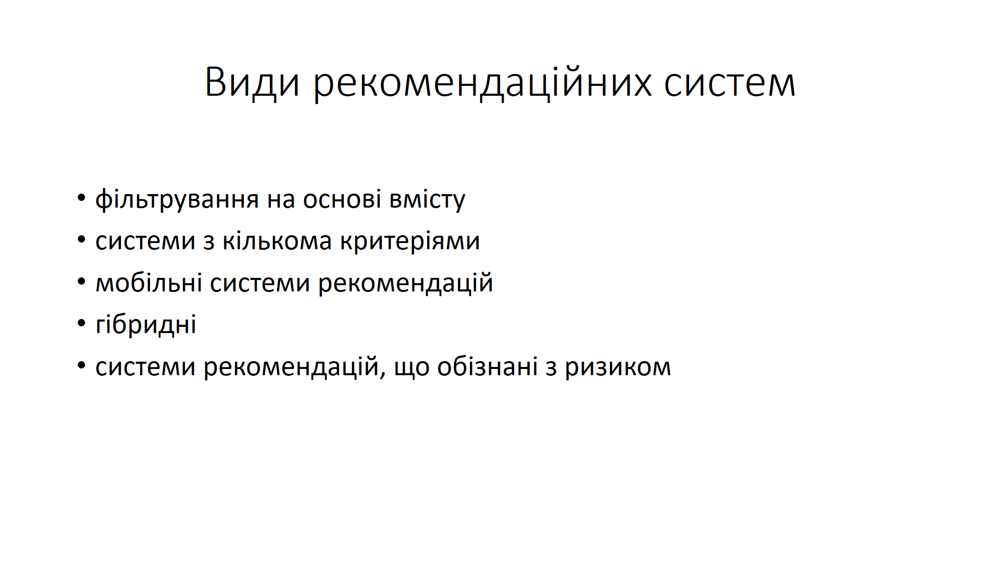 Види рекомендаційних систем
• фільтрування на основі вмісту
• системи з кількома критеріями
• мобільні системи рекомендацій
• гібридні
• системи рекомендацій, що обізнані з ризиком